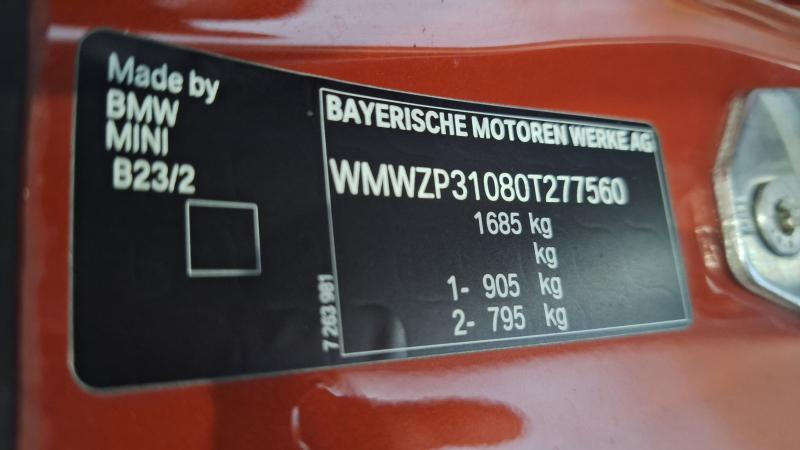 Made by
BMW
MINI
B23/2
BAYERISCHE MOTOREN WERKE AG
WMWZP31080T277560
1685 kg
kg
1- 905 kg
2- 795 kg
7 263 981